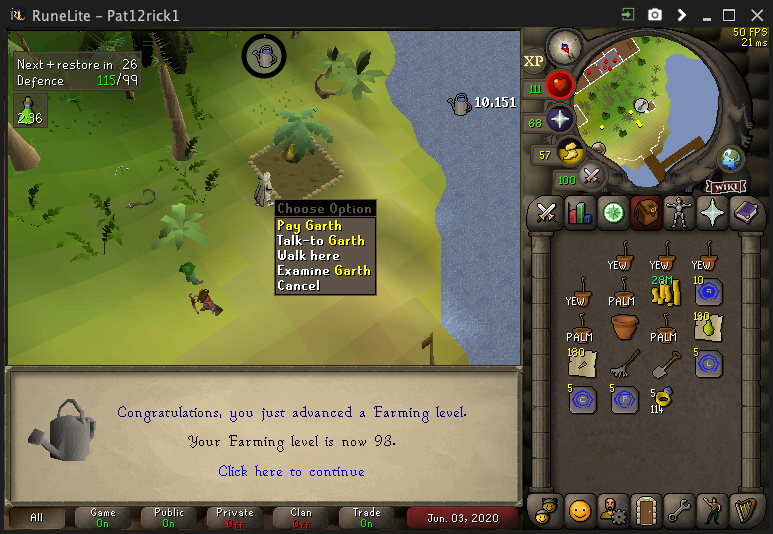 RuneLite - Pat12rick1
50 FPS
21 ms
Next + restore in 26
Defence 115/99
2:36
10,151
XP
111
68
57
100
WIKI
Choose Option
Pay Garth
Talk-to Garth
Walk here
Examine Garth
Cancel
YEW
YEW
YEW
YEW
PALM
28M
10
PALM
PALM
130
180
5
5
5
5
114
Congratulations, you just advanced a Farming level.
Your Farming level is now 93.
Click here to continue
All
Game
On
Public
On
Private
Off
Clan
Off
Trade
On
Jun. 03, 2020